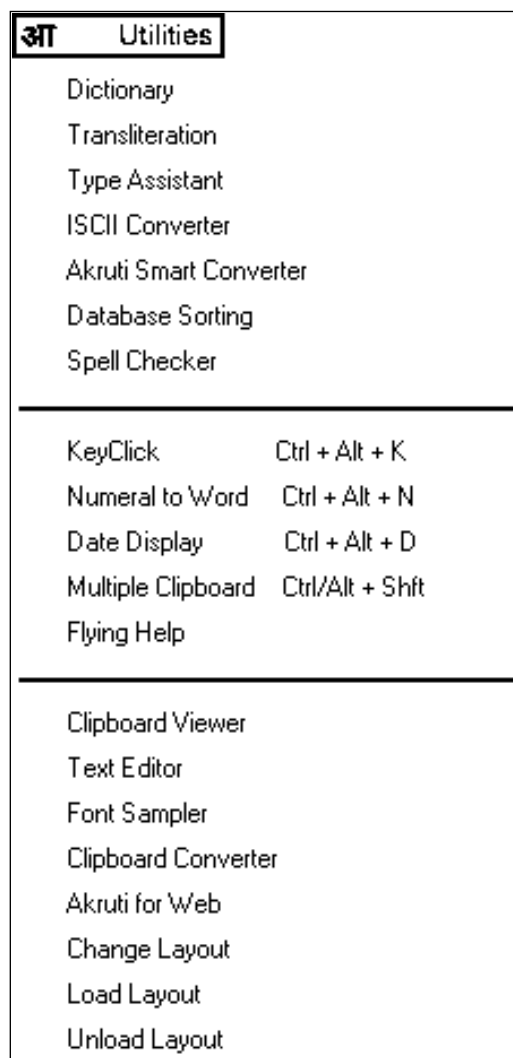 आ Utilities
Dictionary
Transliteration
Type Assistant
ISCII Converter
Akruti Smart Converter
Database Sorting
Spell Checker
KeyClick Ctrl + Alt + K
Numeral to Word Ctrl + Alt + N
Date Display Ctrl + Alt + D
Multiple Clipboard Ctrl/Alt + Shft
Flying Help
Clipboard Viewer
Text Editor
Font Sampler
Clipboard Converter
Akruti for Web
Change Layout
Load Layout
Unload Layout